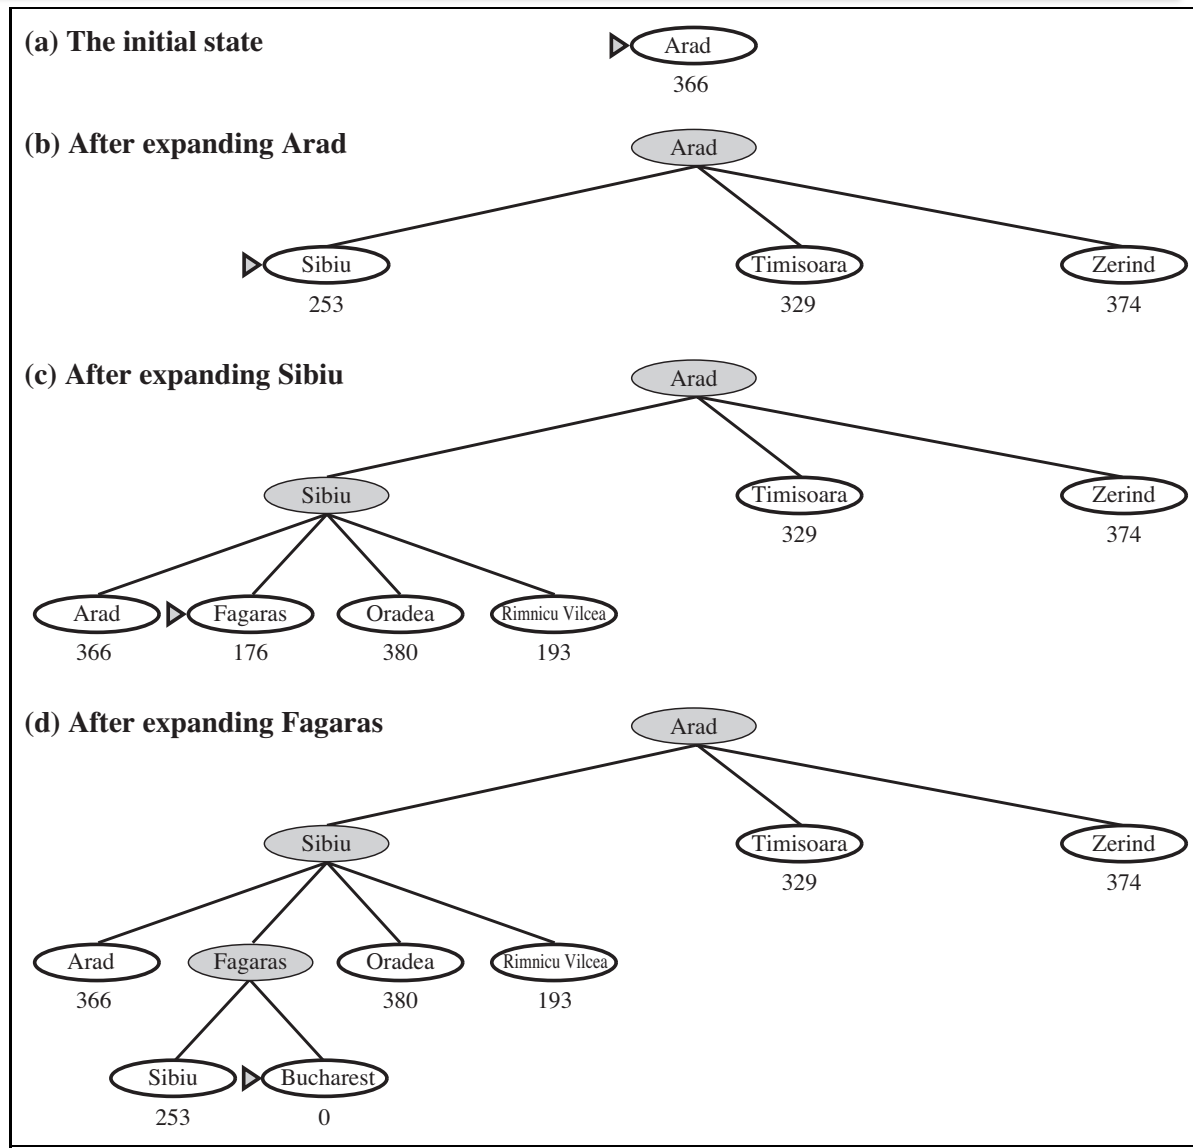 (a) The initial state
Arad
366
(b) After expanding Arad
Arad
Sibiu Timisoara Zerind
253 329 374
(c) After expanding Sibiu
Arad
Sibiu Timisoara Zerind
329 374
Arad Fagaras Oradea Rimnicu Vilcea
366 176 380 193
(d) After expanding Fagaras
Arad
Sibiu Timisoara Zerind
329 374
Arad Fagaras Oradea Rimnicu Vilcea
366 380 193
Sibiu Bucharest
253 0